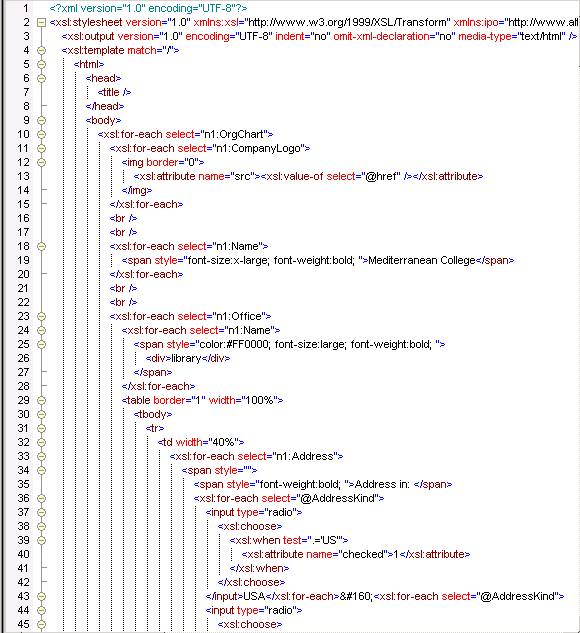 1 <?xml version="1.0" encoding="UTF-8"?>
2 <xsl:stylesheet version="1.0" xmlns:xsl="http://www.w3.org/1999/XSL/Transform" xmlns:ipo="http://www.al
3 <xsl:output version="1.0" encoding="UTF-8" indent="no" omit-xml-declaration="no" media-type="text/html" />
4 <xsl:template match="/">
5 <html>
6 <head>
7 <title />
8 </head>
9 <body>
10 <xsl:for-each select="n1:OrgChart">
11 <xsl:for-each select="n1:CompanyLogo">
12 <img border="0">
13 <xsl:attribute name="src"><xsl:value-of select="@href" /></xsl:attribute>
14 </img>
15 </xsl:for-each>
16 <br />
17 <br />
18 <xsl:for-each select="n1:Name">
19 <span style="font-size:x-large; font-weight:bold; ">Mediterranean College</span>
20 </xsl:for-each>
21 <br />
22 <br />
23 <xsl:for-each select="n1:Office">
24 <xsl:for-each select="n1:Name">
25 <span style="color:#FF0000; font-size:large; font-weight:bold; ">
26 <div>library</div>
27 </span>
28 </xsl:for-each>
29 <table border="1" width="100%">
30 <tbody>
31 <tr>
32 <td width="40%">
33 <xsl:for-each select="n1:Address">
34 <span style="">
35 <span style="font-weight:bold; ">Address in: </span>
36 <xsl:for-each select="@AddressKind">
37 <input type="radio">
38 <xsl:choose>
39 <xsl:when test=".='US'">
40 <xsl:attribute name="checked">1</xsl:attribute>
41 </xsl:when>
42 </xsl:choose>
43 </input>USA</xsl:for-each>&#160;<xsl:for-each select="@AddressKind">
44 <input type="radio">
45 <xsl:choose>